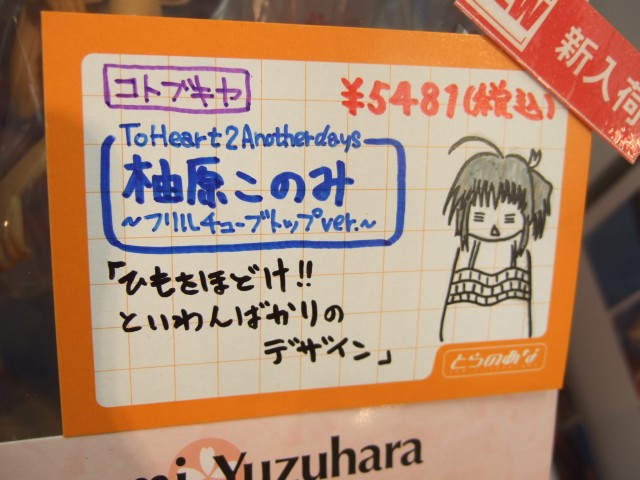 NEW
新入荷
コトブキヤ
¥5481(税込)
ToHeart2Anotherdays
柚原このみ
~フリルチューブトップver.~
「ひもをほどけ!!
といわんばかりの
デザイン」
とらのあな
mi Yuzuhara